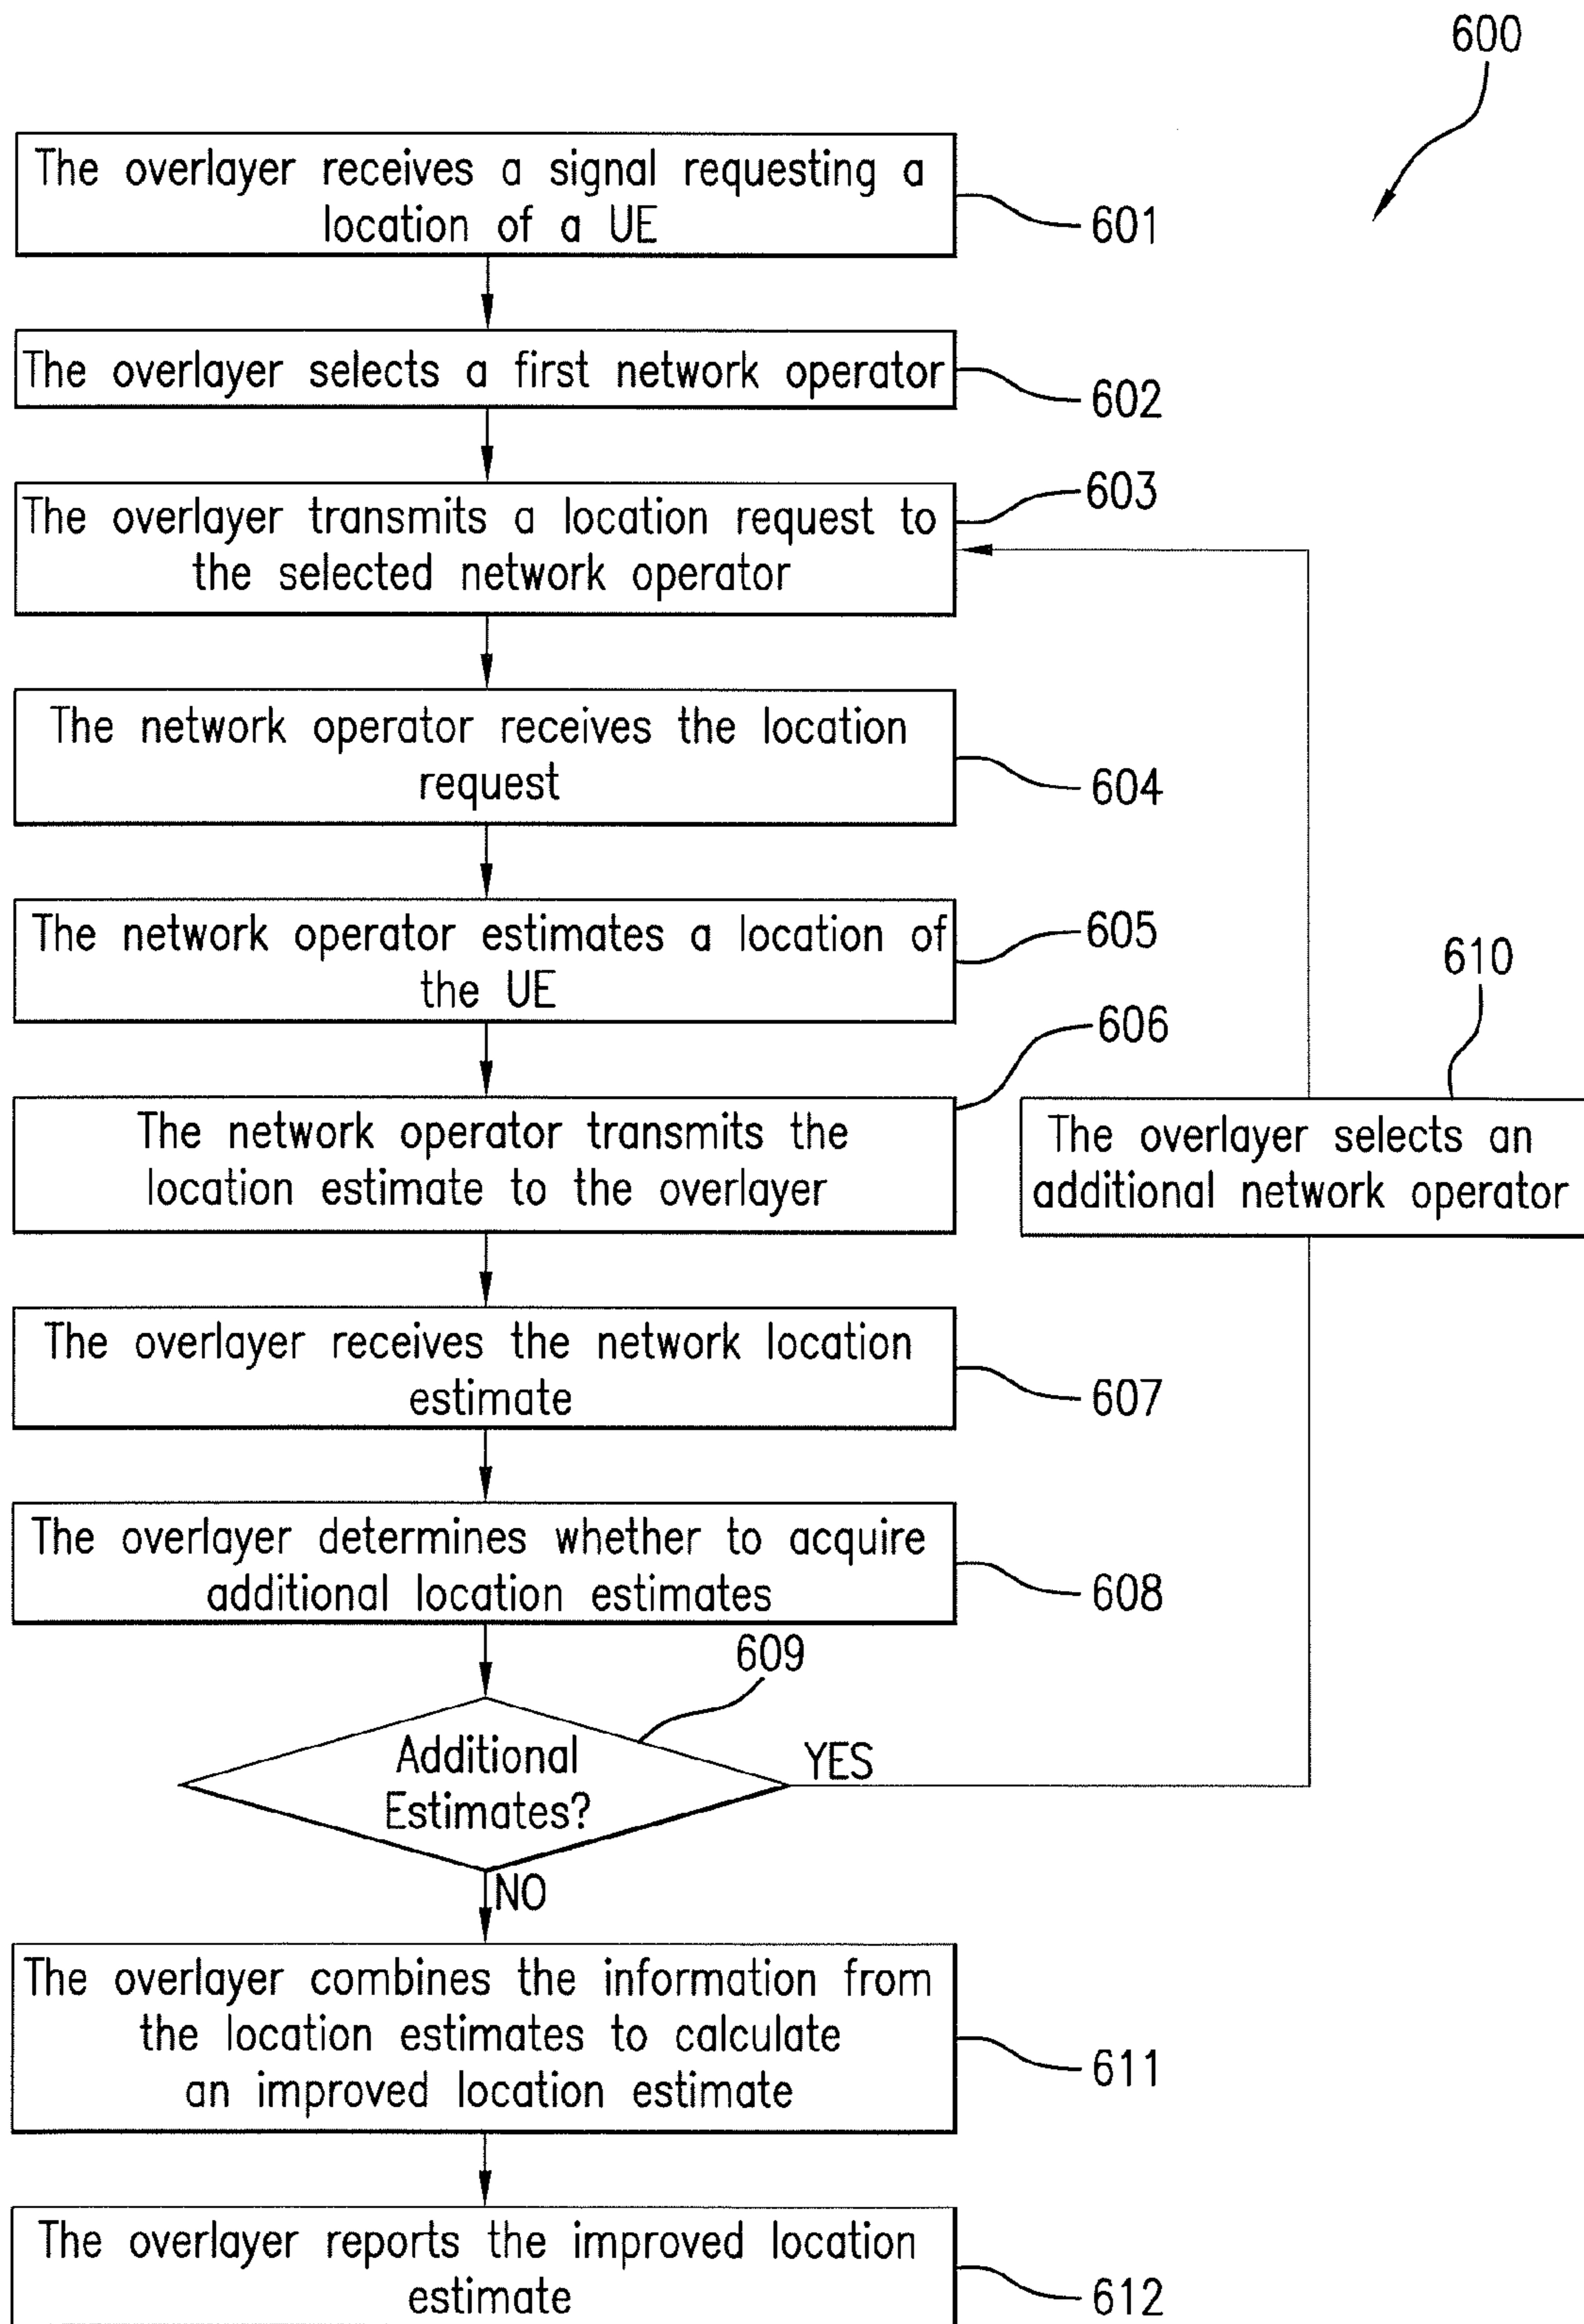 600
The overlayer receives a signal requesting a
location of a UE
601
The overlayer selects a first network operator
602
603
The overlayer transmits a location request to
the selected network operator
The network operator receives the location
request
604
The network operator estimates a location of
the UE
605
610
606
The network operator transmits the
location estimate to the overlayer
The overlayer selects an
additional network operator
The overlayer receives the network location
estimate
607
The overlayer determines whether to acquire
additional location estimates
608
609
Additional
Estimates?
YES
NO
The overlayer combines the information from
the location estimates to calculate
an improved location estimate
611
The overlayer reports the improved location
estimate
612